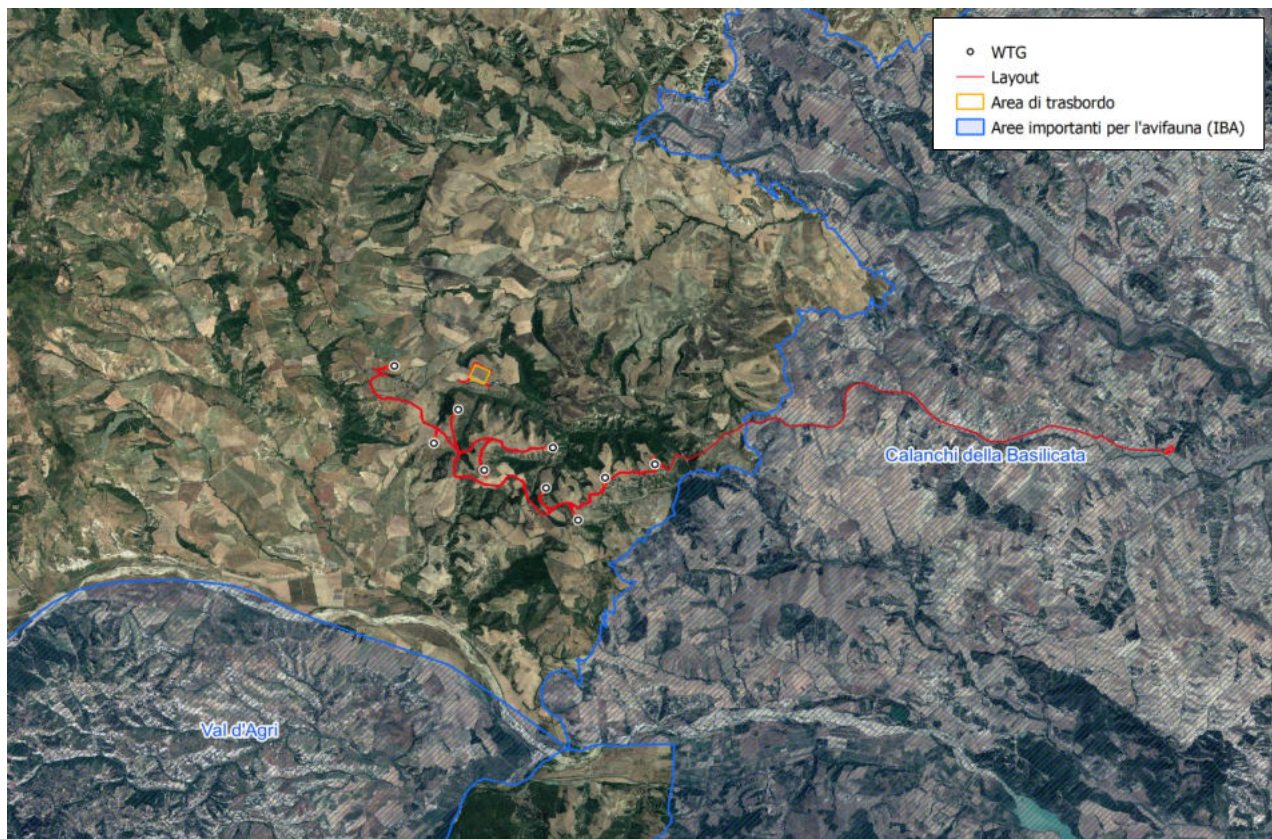 WTG
Layout
Area di trasbordo
Aree importanti per l'avifauna (IBA)
Calanchi della Basilicata
Val d'Agri